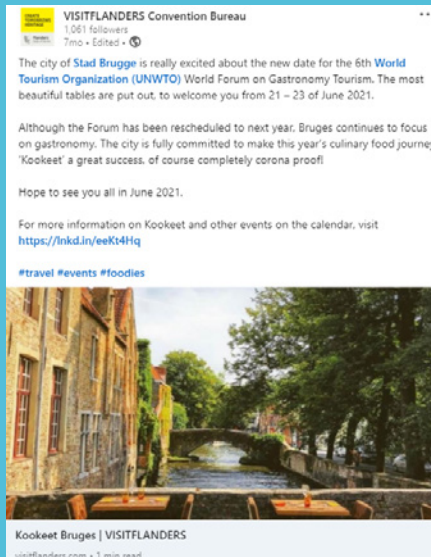 VISITFLANDERS Convention Bureau
1,061 followers
7mo • Edited •
The city of Stad Brugge is really excited about the new date for the 6th World
Tourism Organization (UNWTO) World Forum on Gastronomy Tourism. The most
beautiful tables are put out, to welcome you from 21 – 23 of June 2021.
Although the Forum has been rescheduled to next year, Bruges continues to focus
on gastronomy. The city is fully committed to make this year's culinary food journey
'Kookeet' a great success, of course completely corona proof!
Hope to see you all in June 2021.
For more information on Kookeet and other events on the calendar, visit
https://lnkd.in/eeKt4Hq
#travel #events #foodies
Kookeet Bruges | VISITFLANDERS
visitflanders.com • 1 min read